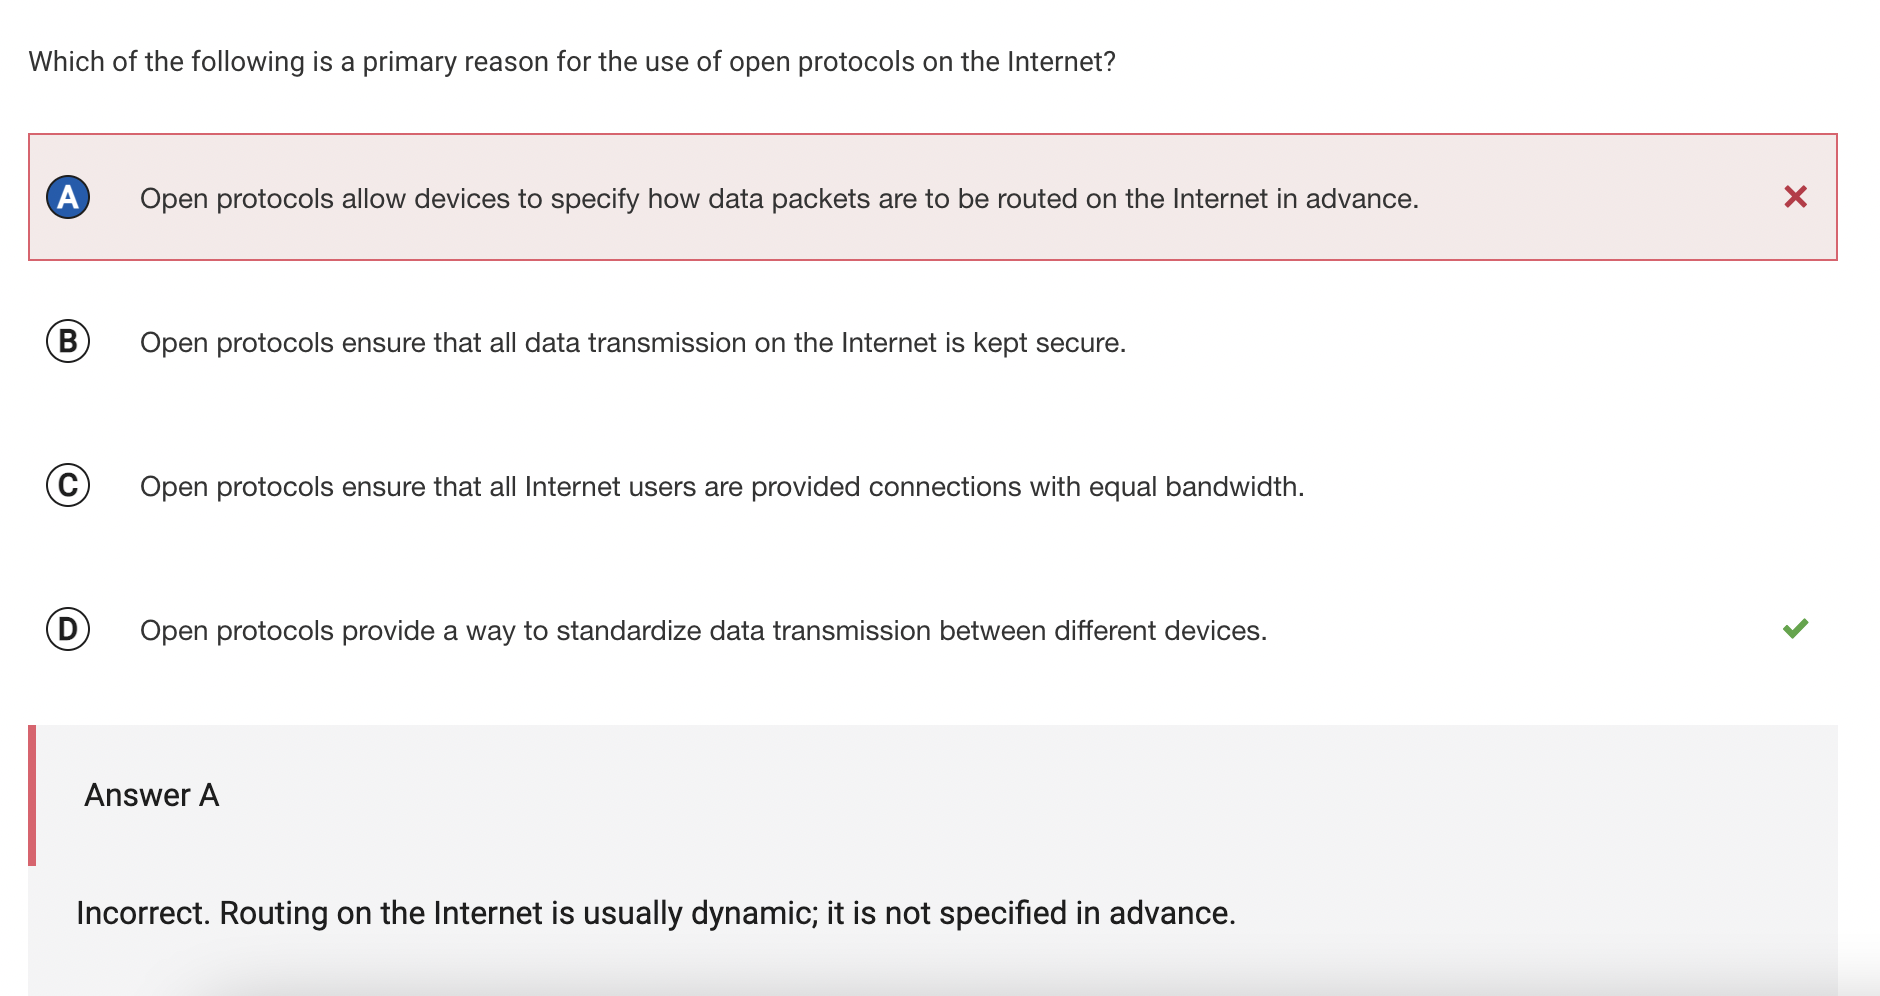 Which of the following is a primary reason for the use of open protocols on the Internet?
A Open protocols allow devices to specify how data packets are to be routed on the Internet in advance.
B Open protocols ensure that all data transmission on the Internet is kept secure.
C Open protocols ensure that all Internet users are provided connections with equal bandwidth.
D Open protocols provide a way to standardize data transmission between different devices.
Answer A
Incorrect. Routing on the Internet is usually dynamic; it is not specified in advance.